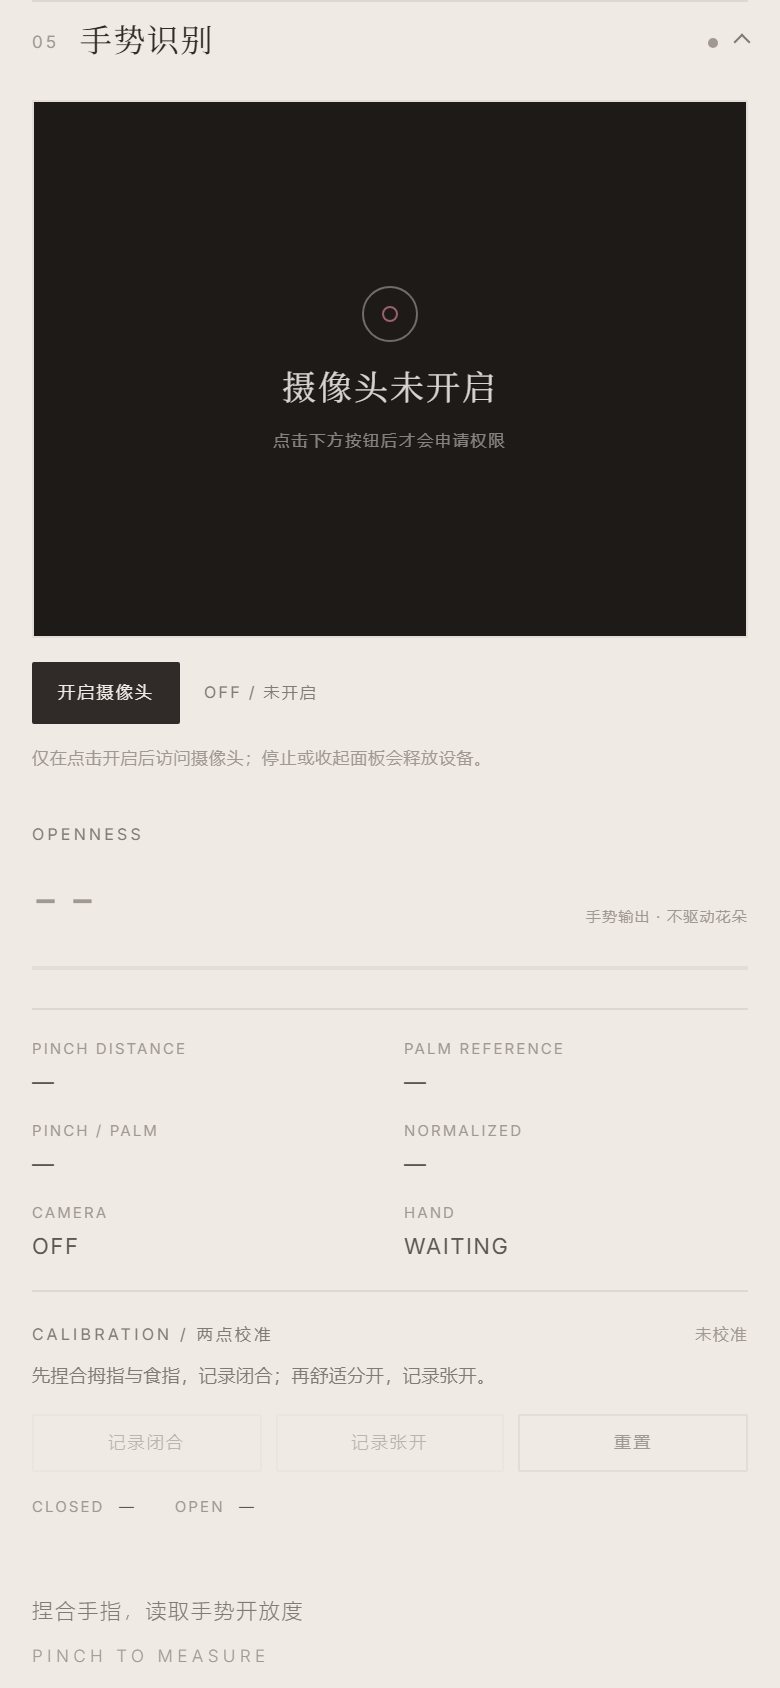 05 手势识别
摄像头未开启
点击下方按钮后才会申请权限
开启摄像头 OFF / 未开启
仅在点击开启后访问摄像头；停止或收起面板会释放设备。
OPENNESS
– –
手势输出 · 不驱动花朵
PINCH DISTANCE PALM REFERENCE
— —
PINCH / PALM NORMALIZED
— —
CAMERA HAND
OFF WAITING
CALIBRATION / 两点校准 未校准
先捏合拇指与食指，记录闭合；再舒适分开，记录张开。
记录闭合 记录张开 重置
CLOSED — OPEN —
捏合手指，读取手势开放度
PINCH TO MEASURE